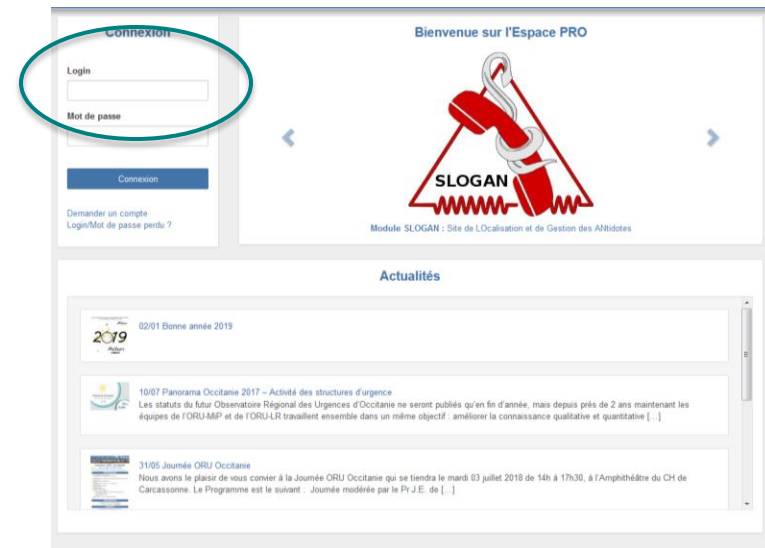 Connexion
Login
Mot de passe
Connexion
Demander un compte
Login/Mot de passe perdu ?
Bienvenue sur l'Espace PRO
SLOGAN
Module SLOGAN : Site de LOcalisation et de Gestion des ANtidotes
Actualités
2019
02/01 Bonne année 2019
10/07 Panorama Occitanie 2017 – Activité des structures d'urgence
Les statuts du futur Observatoire Régional des Urgences d'Occitanie ne seront publiés qu'en fin d'année, mais depuis près de 2 ans maintenant les
équipes de l'ORU-MiP et de l'ORU-LR travaillent ensemble dans un même objectif : améliorer la connaissance qualitative et quantitative [...]
31/05 Journée ORU Occitanie
Nous avons le plaisir de vous convier à la Journée ORU Occitanie qui se tiendra le mardi 03 juillet 2018 de 14h à 17h30, à l'Amphithéâtre du CH de
Carcassonne. Le Programme est le suivant : Journée modérée par le Pr J.E. de [...]